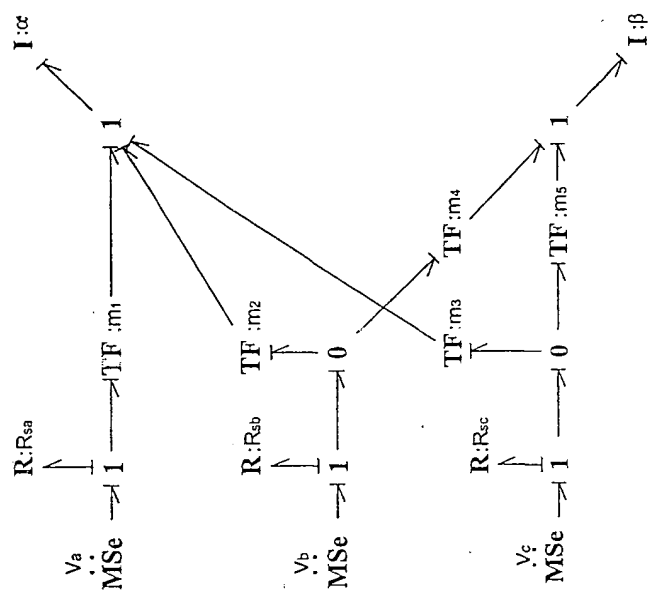 I:α
R:Rsa
Va
MSe
1
TF:m1
1
R:Rsb
TF:m2
Vb
MSe
1
0
TF:m4
R:Rsc
TF:m3
Vc
MSe
1
0
TF:m5
1
I:β